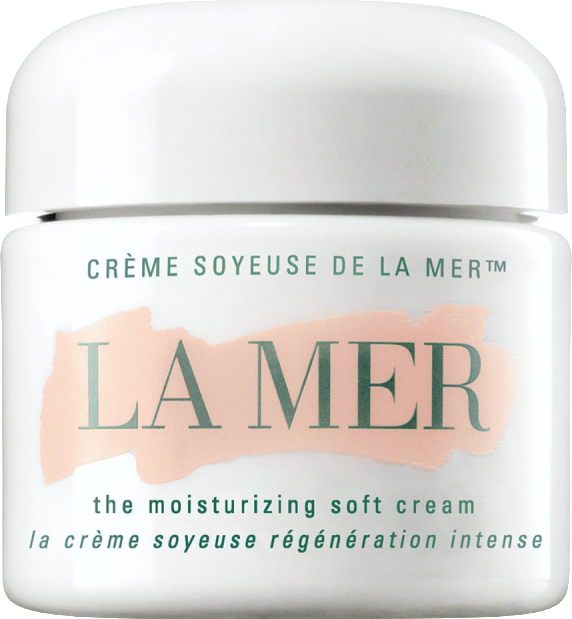 CRÈME SOYEUSE DE LA MER™
LA MER
the moisturizing soft cream
la crème soyeuse régénération intense